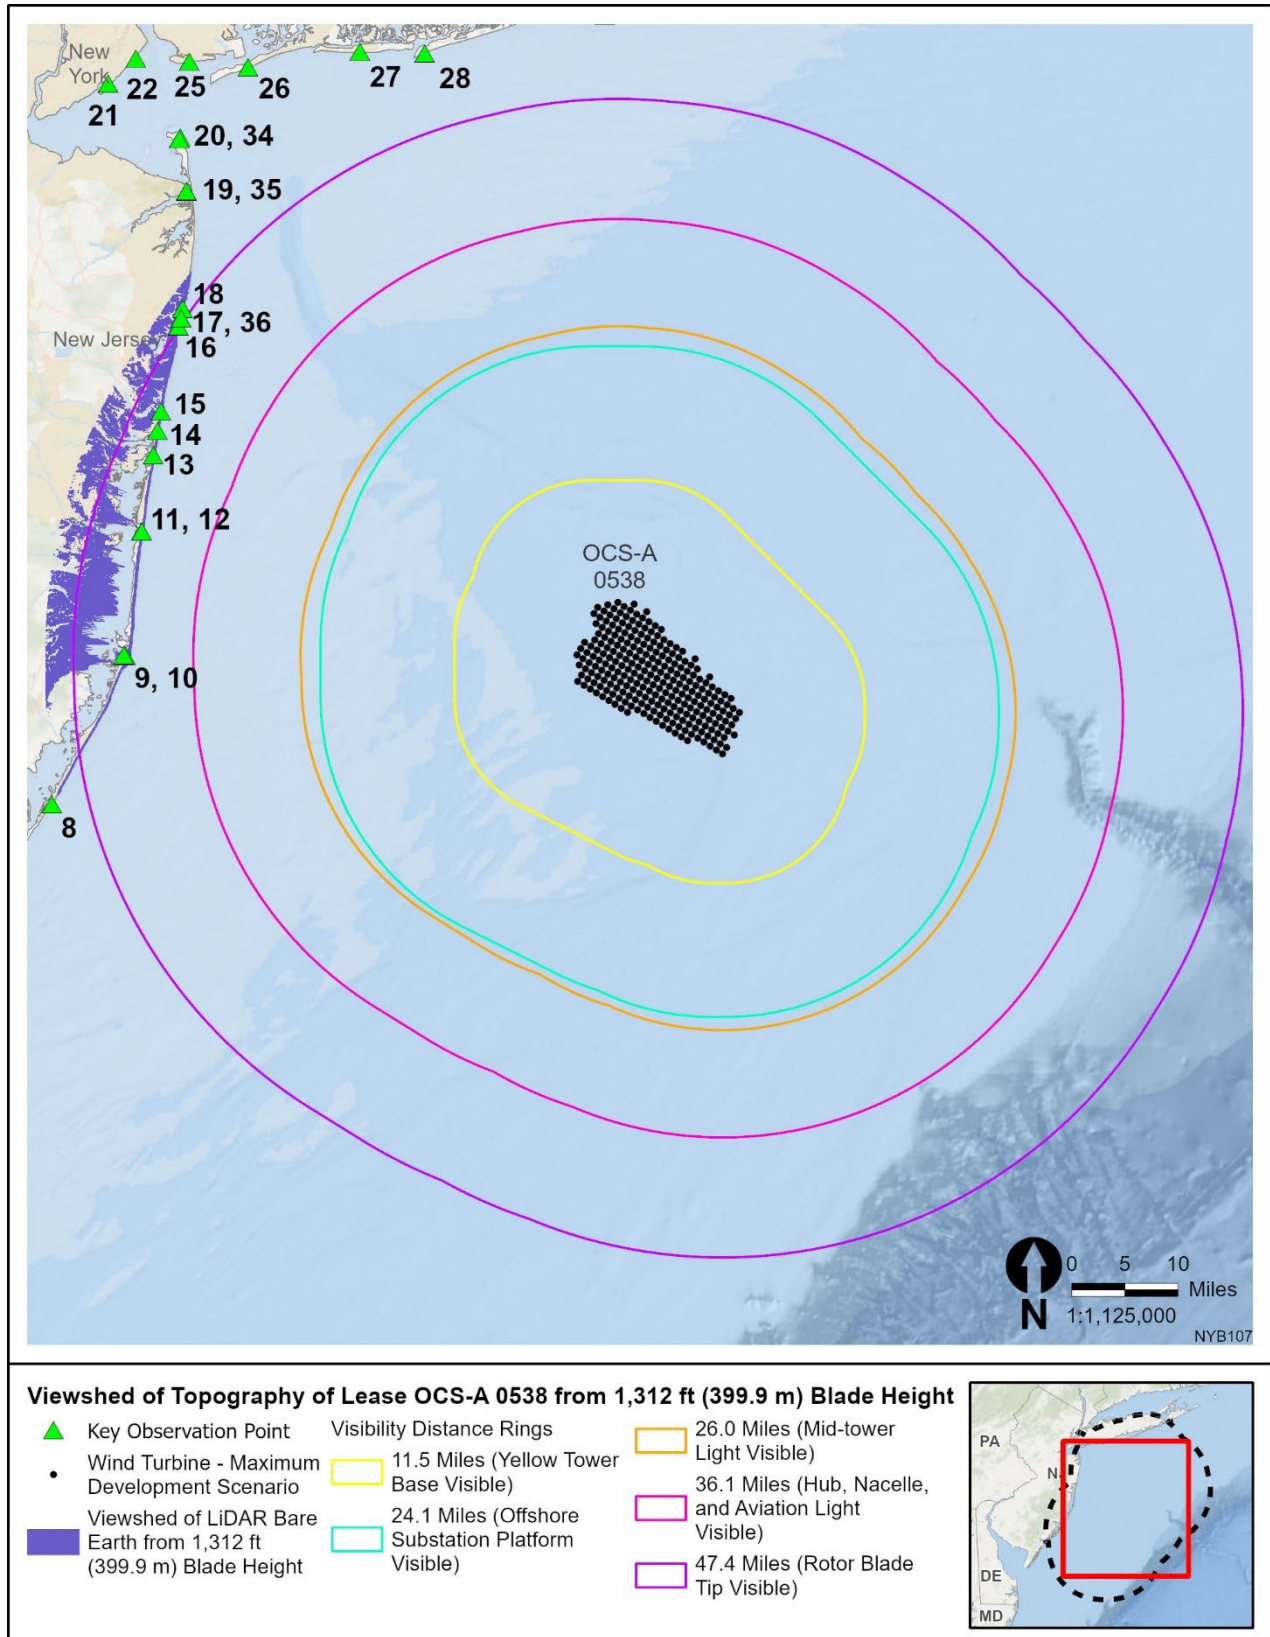 New
York
22
25
26
27
28
21
20, 34
19, 35
18
17, 36
New Jersey
16
15
14
13
11, 12
OCS-A
0538
9, 10
8
0 5 10
Miles
N
1:1,125,000
NYB107
Viewshed of Topography of Lease OCS-A 0538 from 1,312 ft (399.9 m) Blade Height
Key Observation Point
Wind Turbine - Maximum
Development Scenario
Viewshed of LiDAR Bare
Earth from 1,312 ft
(399.9 m) Blade Height
Visibility Distance Rings
11.5 Miles (Yellow Tower
Base Visible)
24.1 Miles (Offshore
Substation Platform
Visible)
26.0 Miles (Mid-tower
Light Visible)
36.1 Miles (Hub, Nacelle,
and Aviation Light
Visible)
47.4 Miles (Rotor Blade
Tip Visible)
PA
NJ
DE
MD